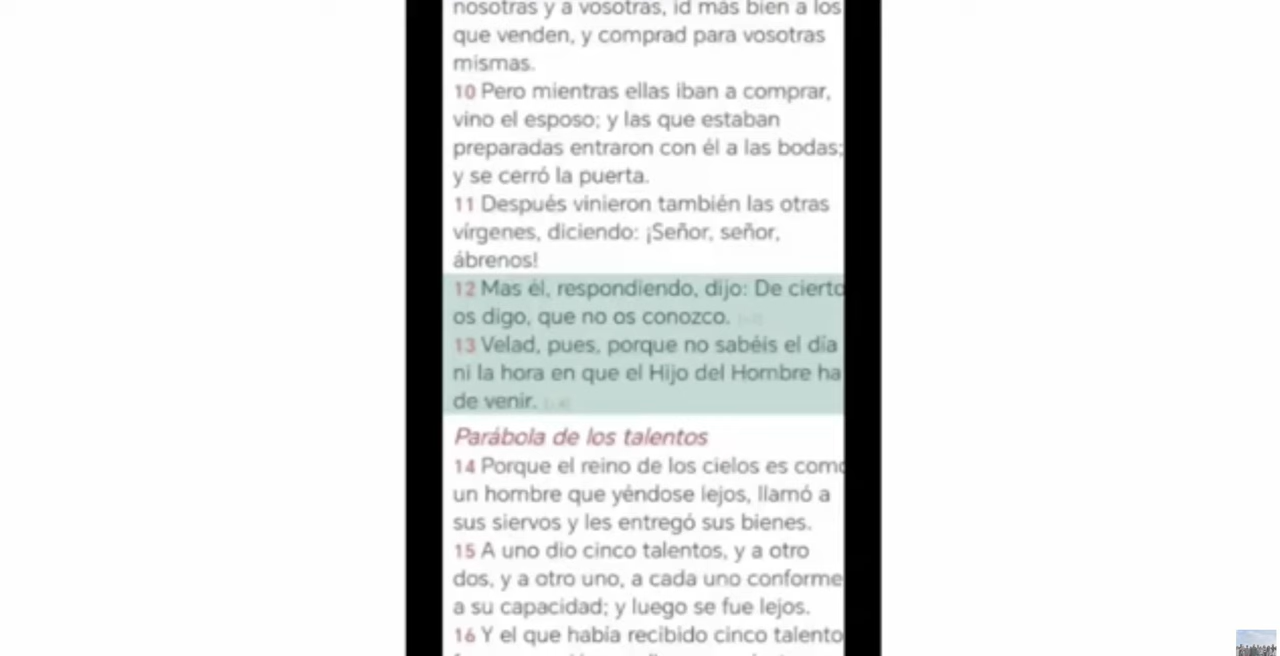 nosotras y a vosotras, id más bien a los
que venden, y comprad para vosotras
mismas.
10 Pero mientras ellas iban a comprar,
vino el esposo; y las que estaban
preparadas entraron con él a las bodas;
y se cerró la puerta.
11 Después vinieron también las otras
vírgenes, diciendo: ¡Señor, señor,
ábrenos!
12 Mas él, respondiendo, dijo: De cierto
os digo, que no os conozco.
13 Velad, pues, porque no sabéis el día
ni la hora en que el Hijo del Hombre ha
de venir.
Parábola de los talentos
14 Porque el reino de los cielos es como
un hombre que yéndose lejos, llamó a
sus siervos y les entregó sus bienes.
15 A uno dio cinco talentos, y a otro
dos, y a otro uno, a cada uno conforme
a su capacidad; y luego se fue lejos.
16 Y el que había recibido cinco talento